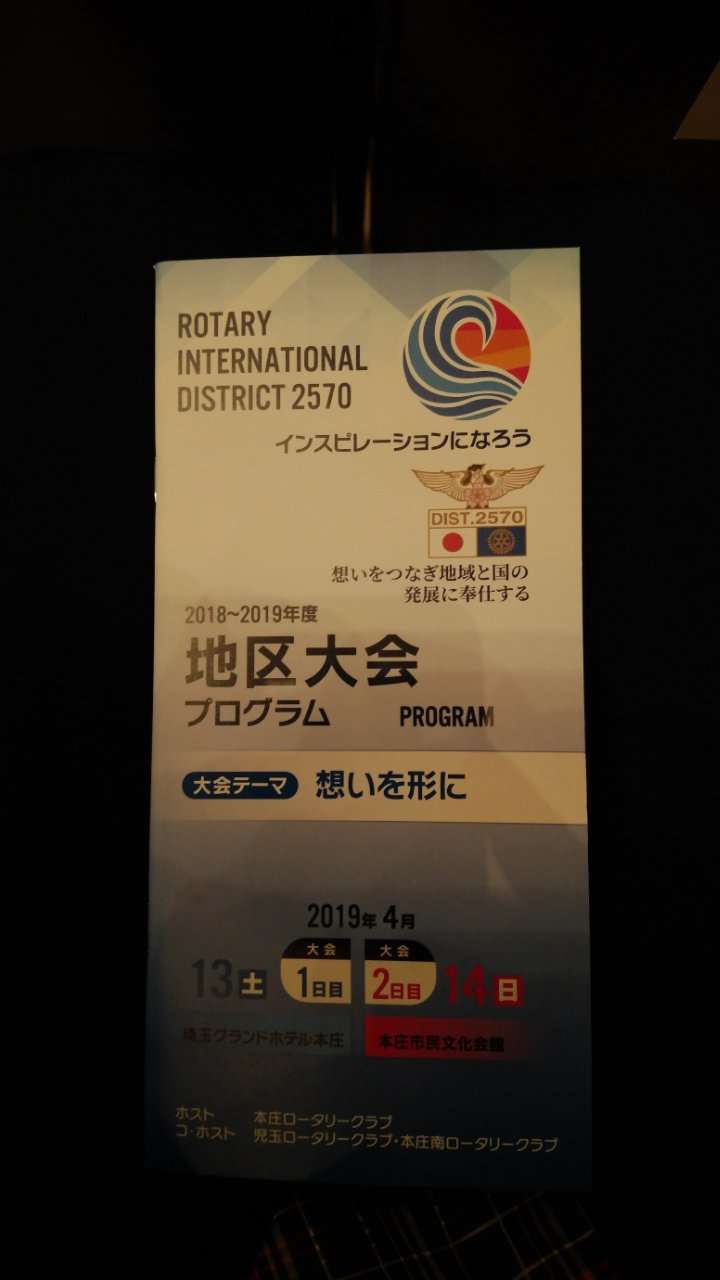 ROTARY
INTERNATIONAL
DISTRICT 2570
インスピレーションになろう
DIST.2570
想いをつなぎ地域と国の
発展に奉仕する
2018～2019年度
地区大会
プログラム PROGRAM
大会テーマ 想いを形に
2019年 4月
13土 大会 1日目 大会 2日目 14日
埼玉グランドホテル本庄 本庄市民文化会館
ホスト 本庄ロータリークラブ
コ・ホスト 児玉ロータリークラブ・本庄南ロータリークラブ